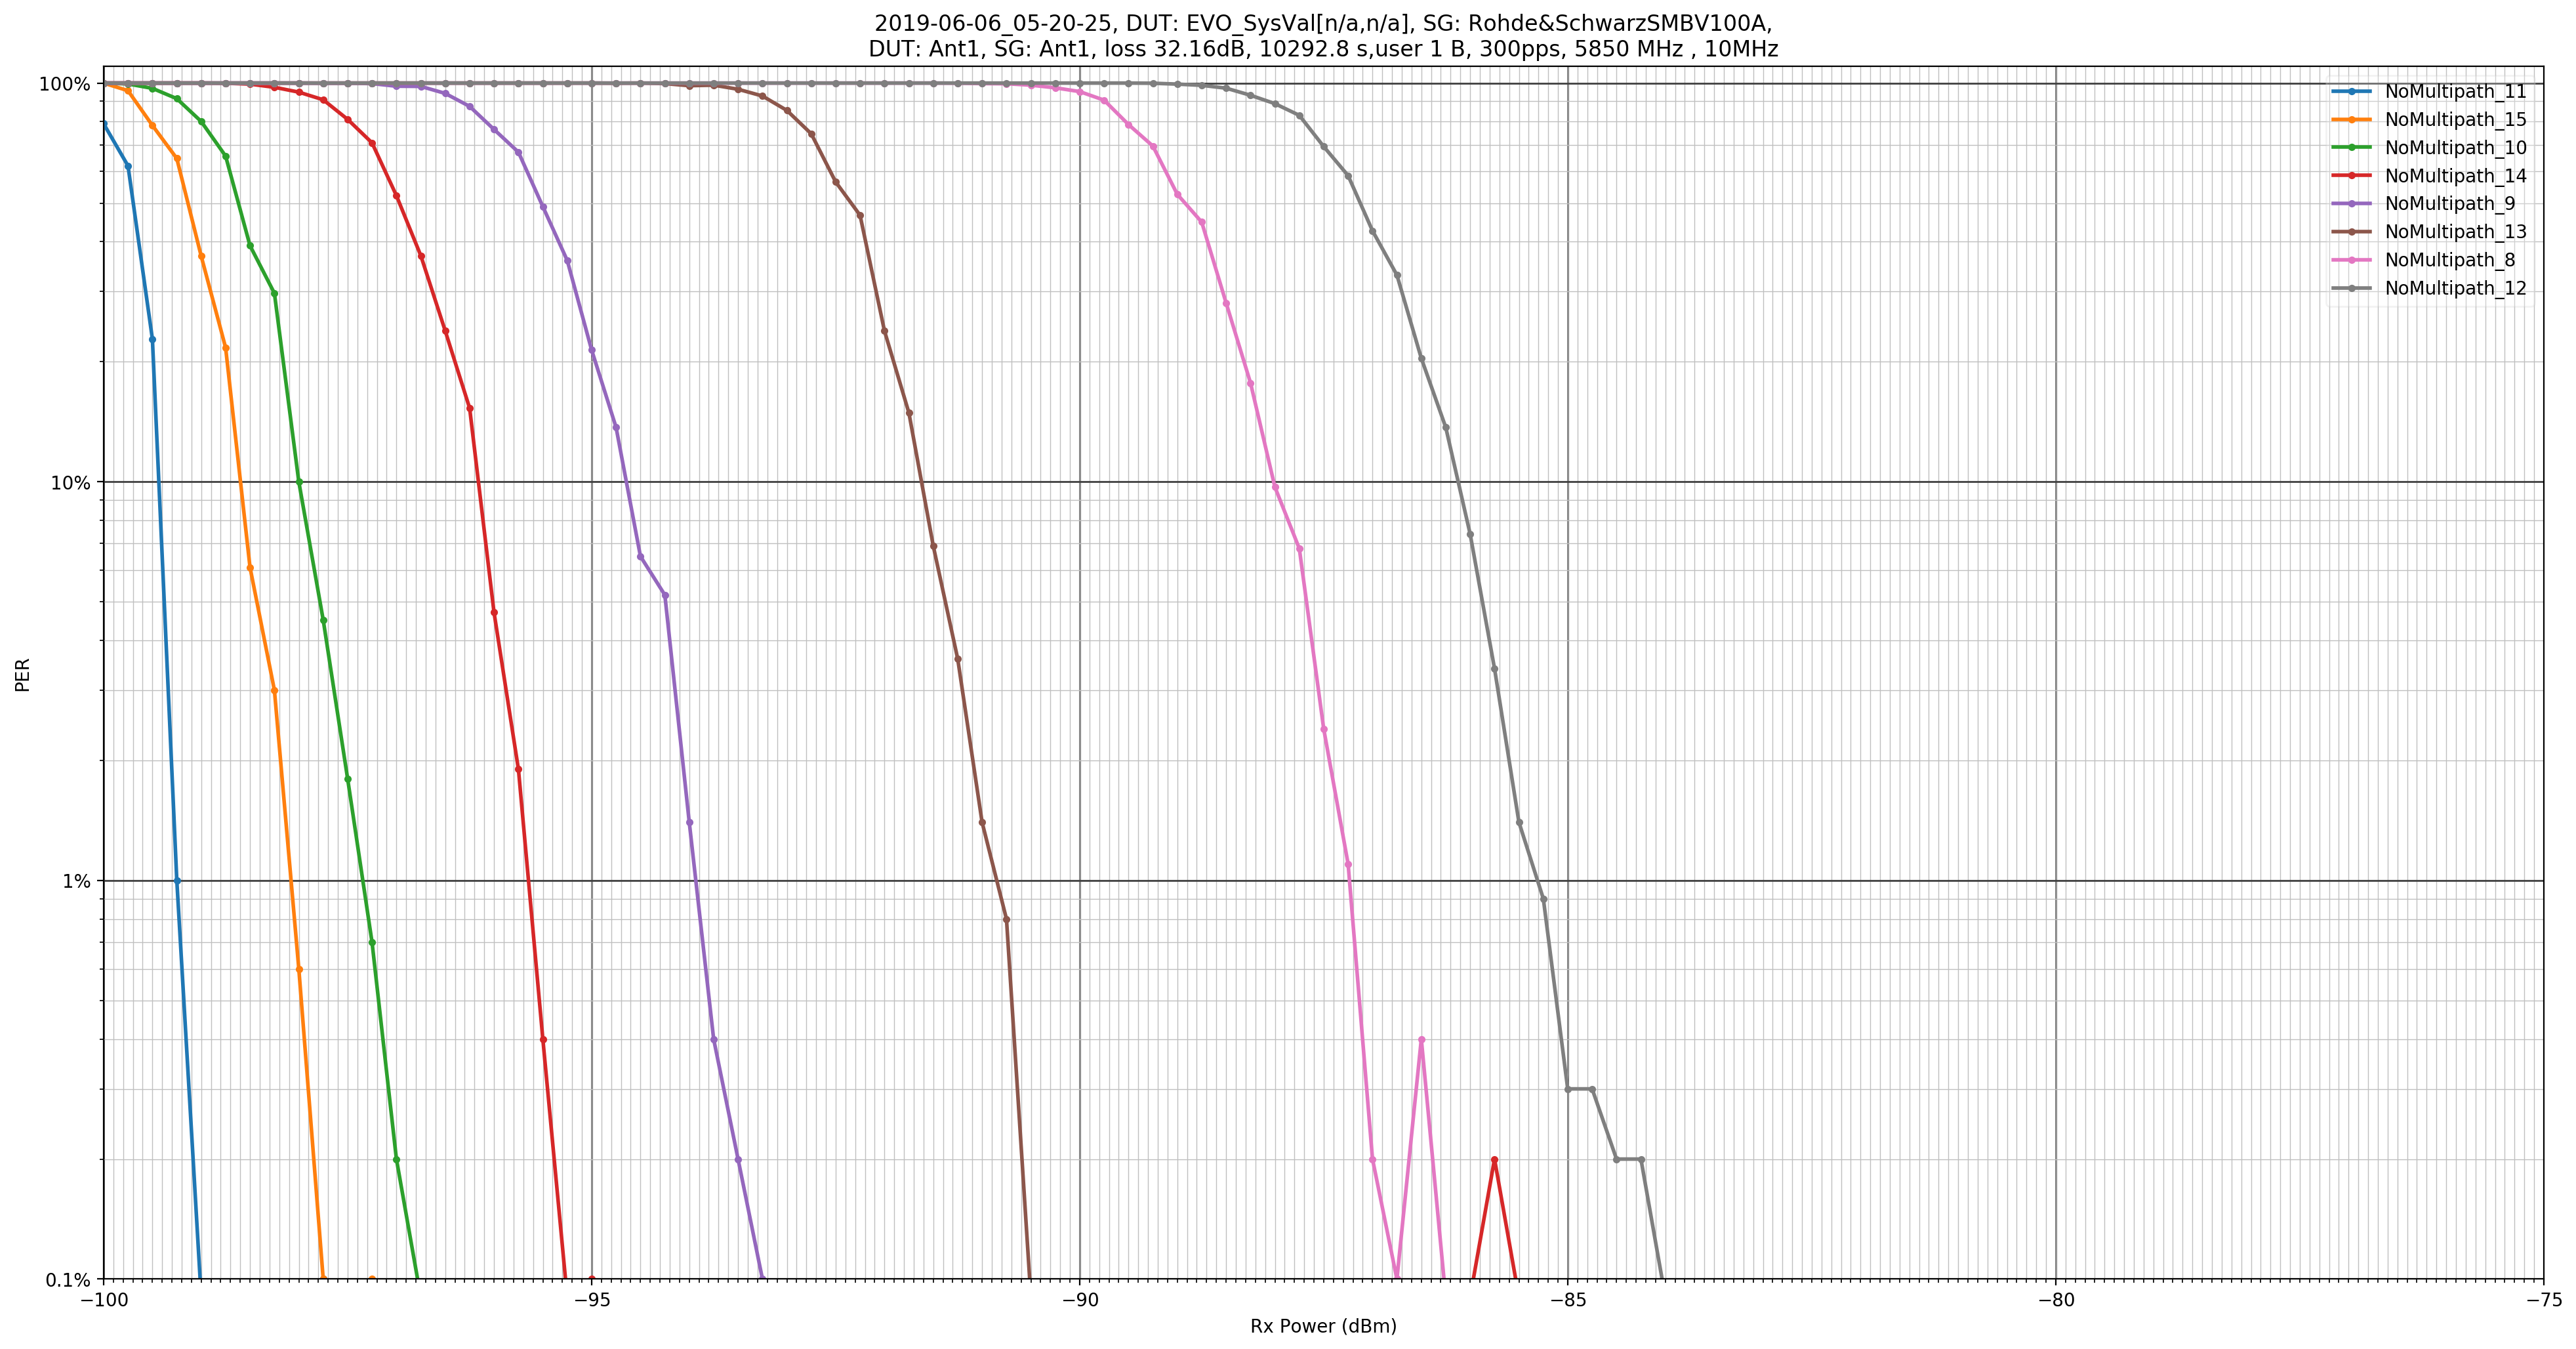 2019-06-06_05-20-25, DUT: EVO_SysVal[n/a,n/a], SG: Rohde&SchwarzSMBV100A,
DUT: Ant1, SG: Ant1, loss 32.16dB, 10292.8 s,user 1 B, 300pps, 5850 MHz , 10MHz
100%
10%
1%
0.1%
PER
NoMultipath_11
NoMultipath_15
NoMultipath_10
NoMultipath_14
NoMultipath_9
NoMultipath_13
NoMultipath_8
NoMultipath_12
−100 −95 −90 −85 −80 −75
Rx Power (dBm)